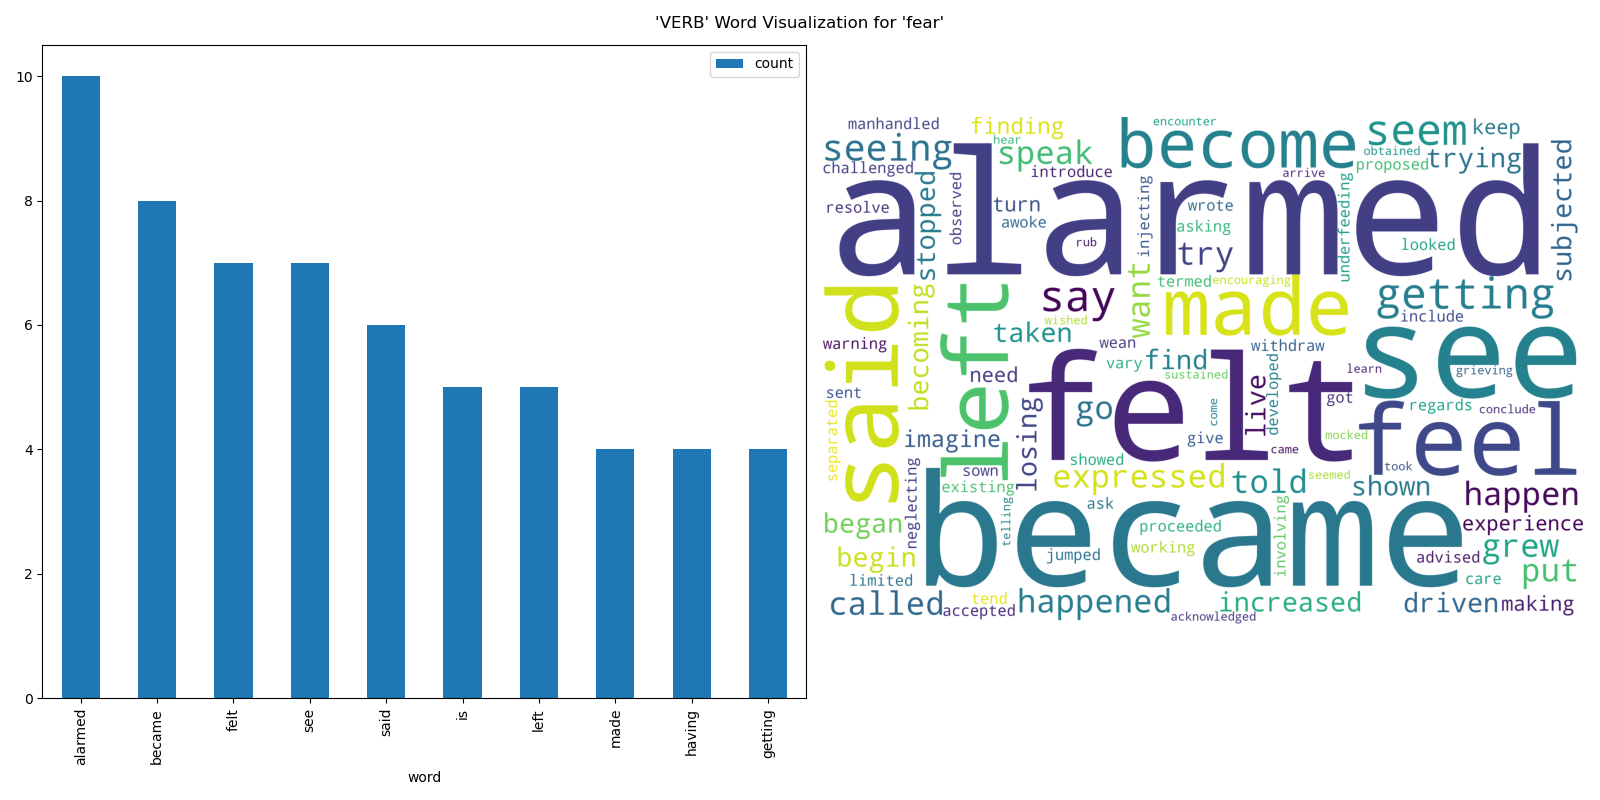 'VERB' Word Visualization for 'fear'
count
10
8
6
4
2
0
alarmed
became
felt
see
said
is
left
made
having
getting
word
manhandled
finding
encounter
become
seem
keep
hear
seeing
speak
obtained
trying
challenged
introduce
arrive
proposed
subjected
alarmed
resolve
observed
stopped
turn
awoke
injecting
wrote
asking
underfeeding
looked
rub
try
said
becoming
left
say
want
termed
encouraging
made
getting
include
wished
taken
see
warning
wean
vary
find
withdraw
sustained
developed
learn
grieving
need
felt
sent
separated
losing
go
come
live
got
regards
conclude
feel
imagine
give
came
mocked
took
showed
neglecting
sown
existing
expressed
told
seemed
shown
happen
telling
ask
began
became
proceeded
involving
experience
begin
jumped
working
advised
grew
limited
care
put
called
tend
accepted
happened
increased
acknowledged
driven
making